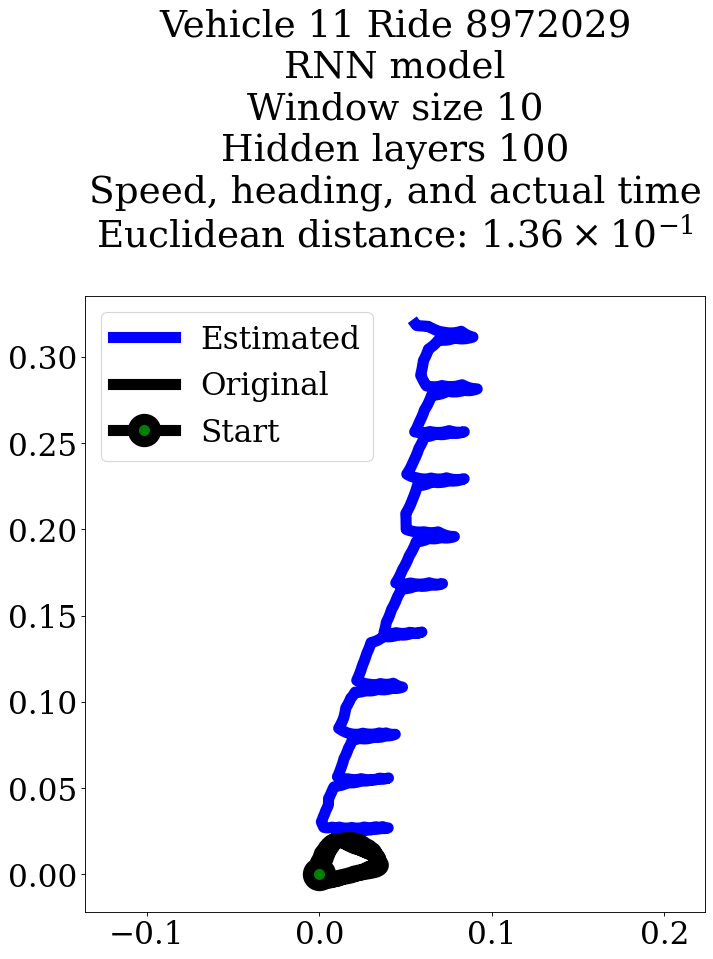 Vehicle 11 Ride 8972029
RNN model
Window size 10
Hidden layers 100
Speed, heading, and actual time
Euclidean distance: 1.36 × 10⁻¹
Estimated
Original
Start
0.30
0.25
0.20
0.15
0.10
0.05
0.00
−0.1
0.0
0.1
0.2